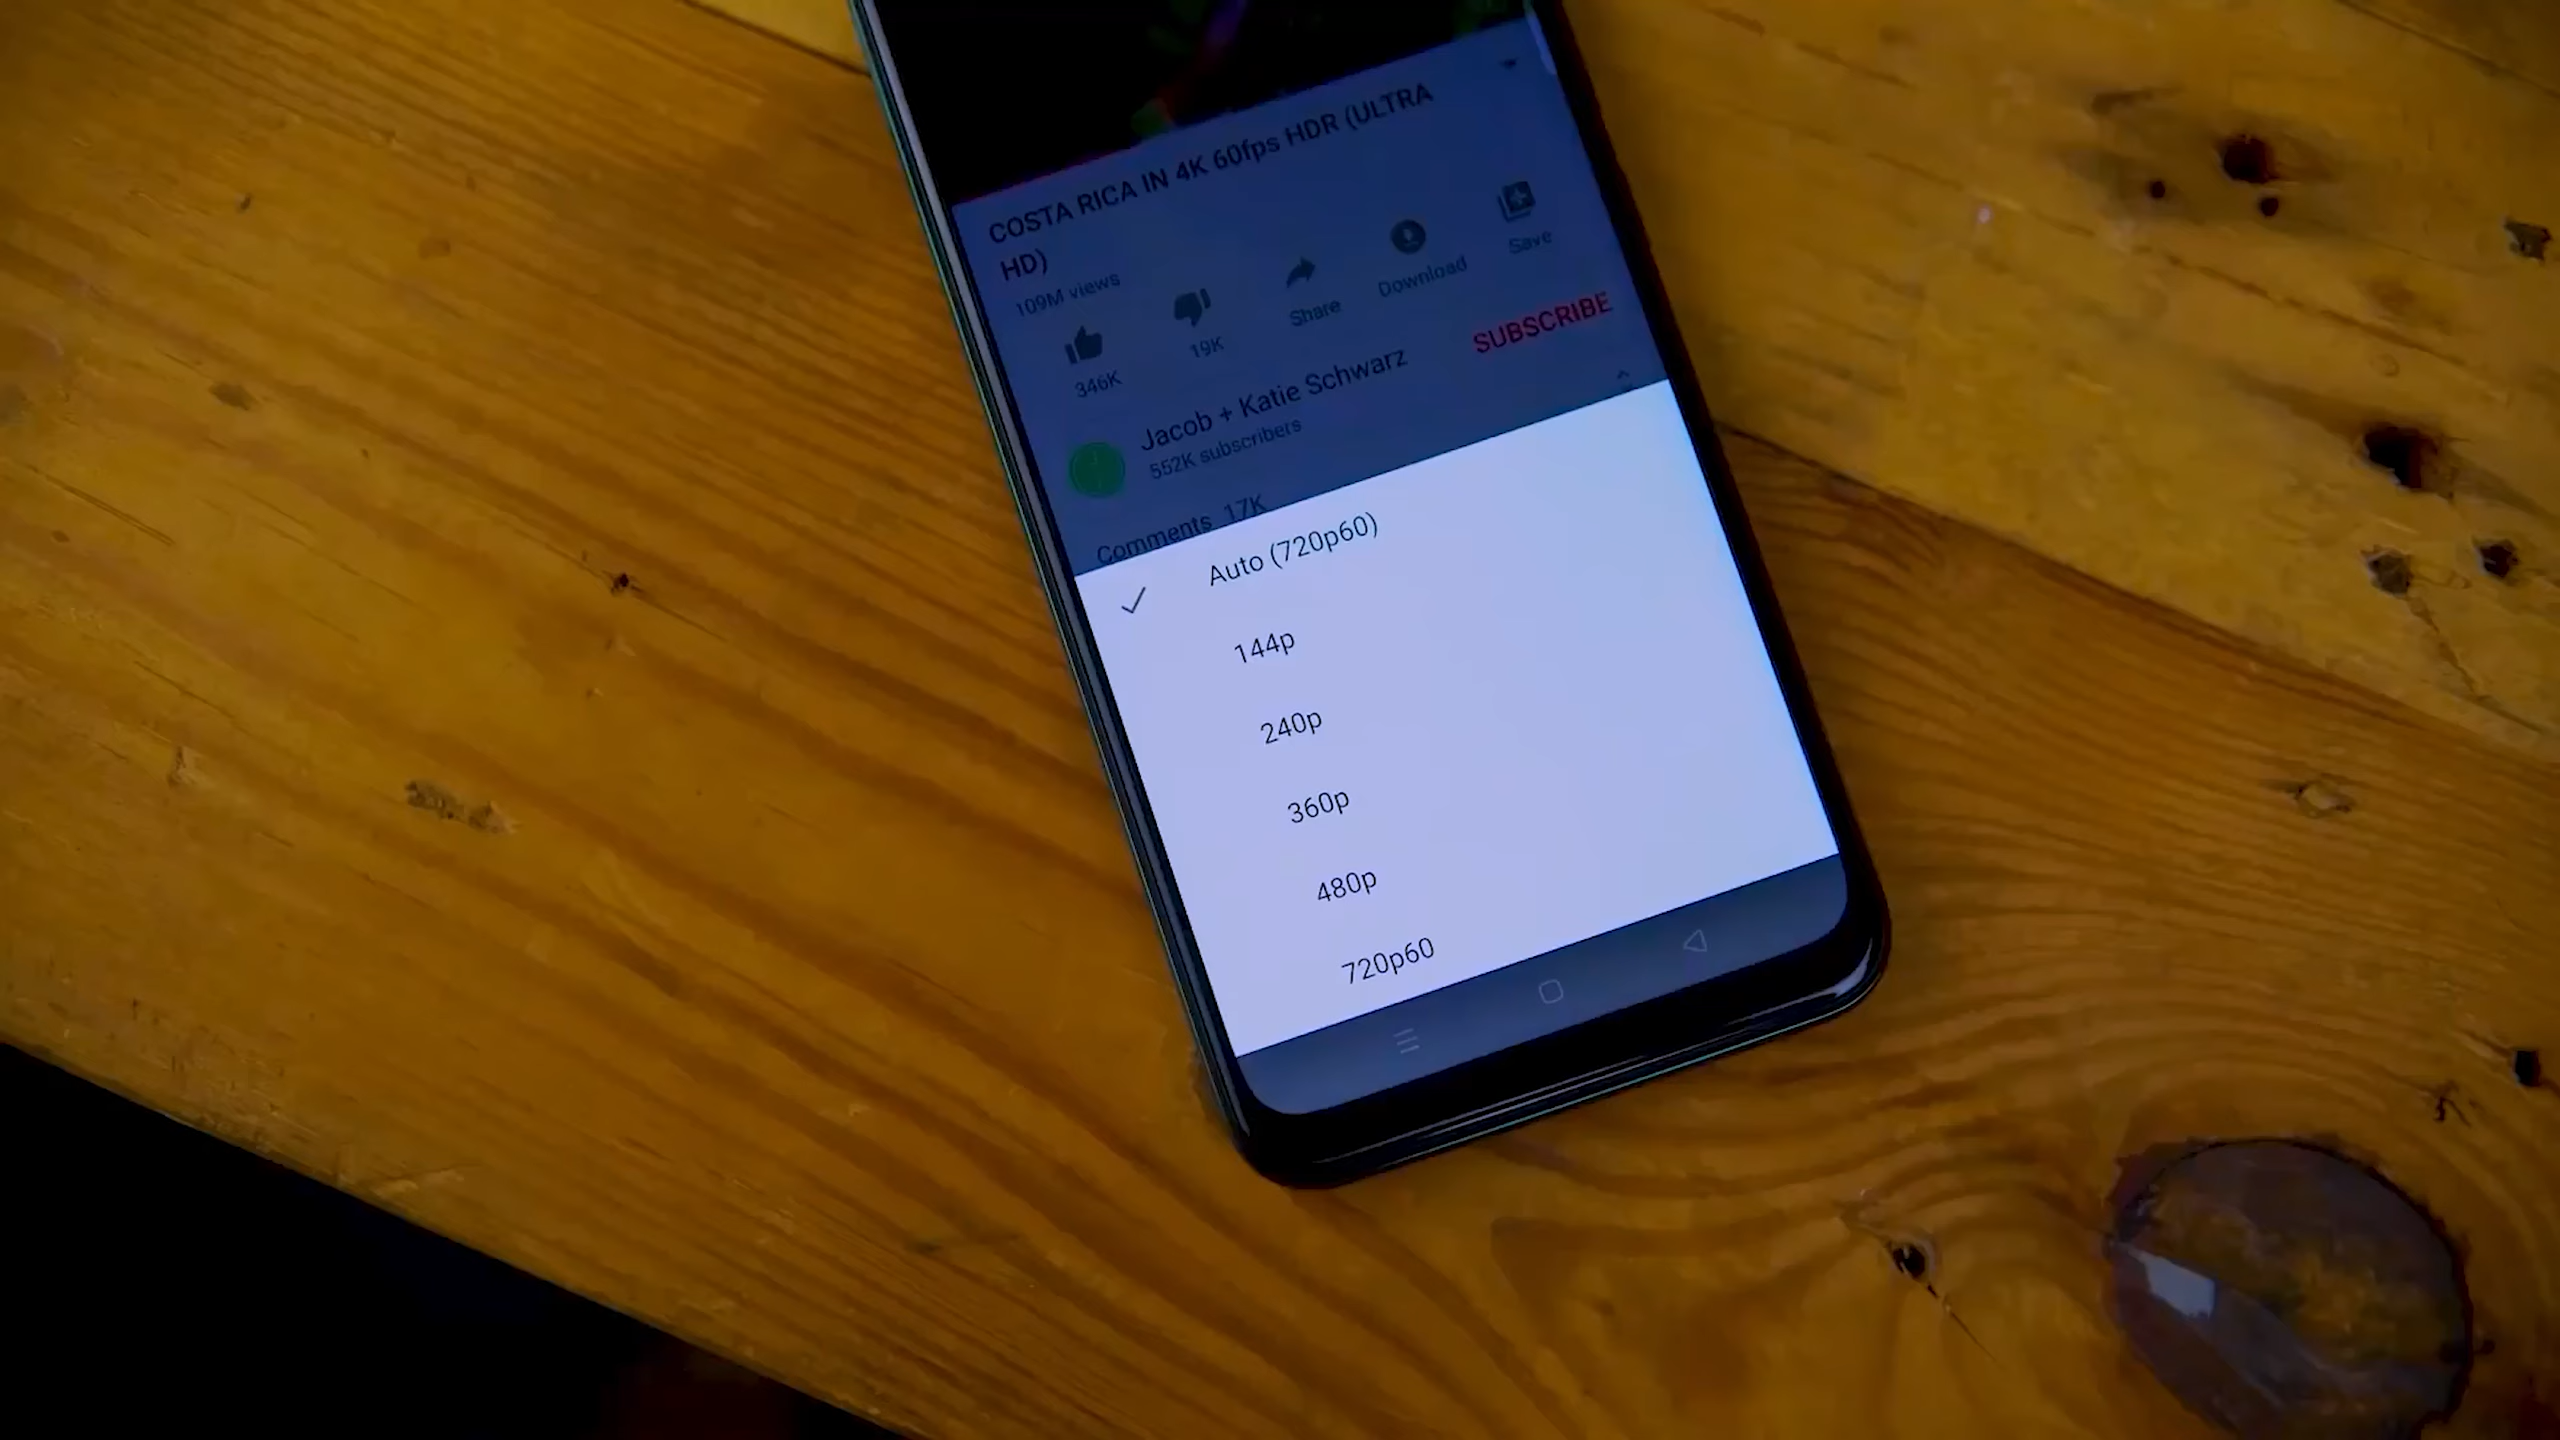 COSTA RICA IN 4K 60fps HDR (ULTRA
HD)
109M views
346K
19K
Share
Download
Save
Jacob + Katie Schwarz
552K subscribers
SUBSCRIBE
Comments 17K
Auto (720p60)
144p
240p
360p
480p
720p60